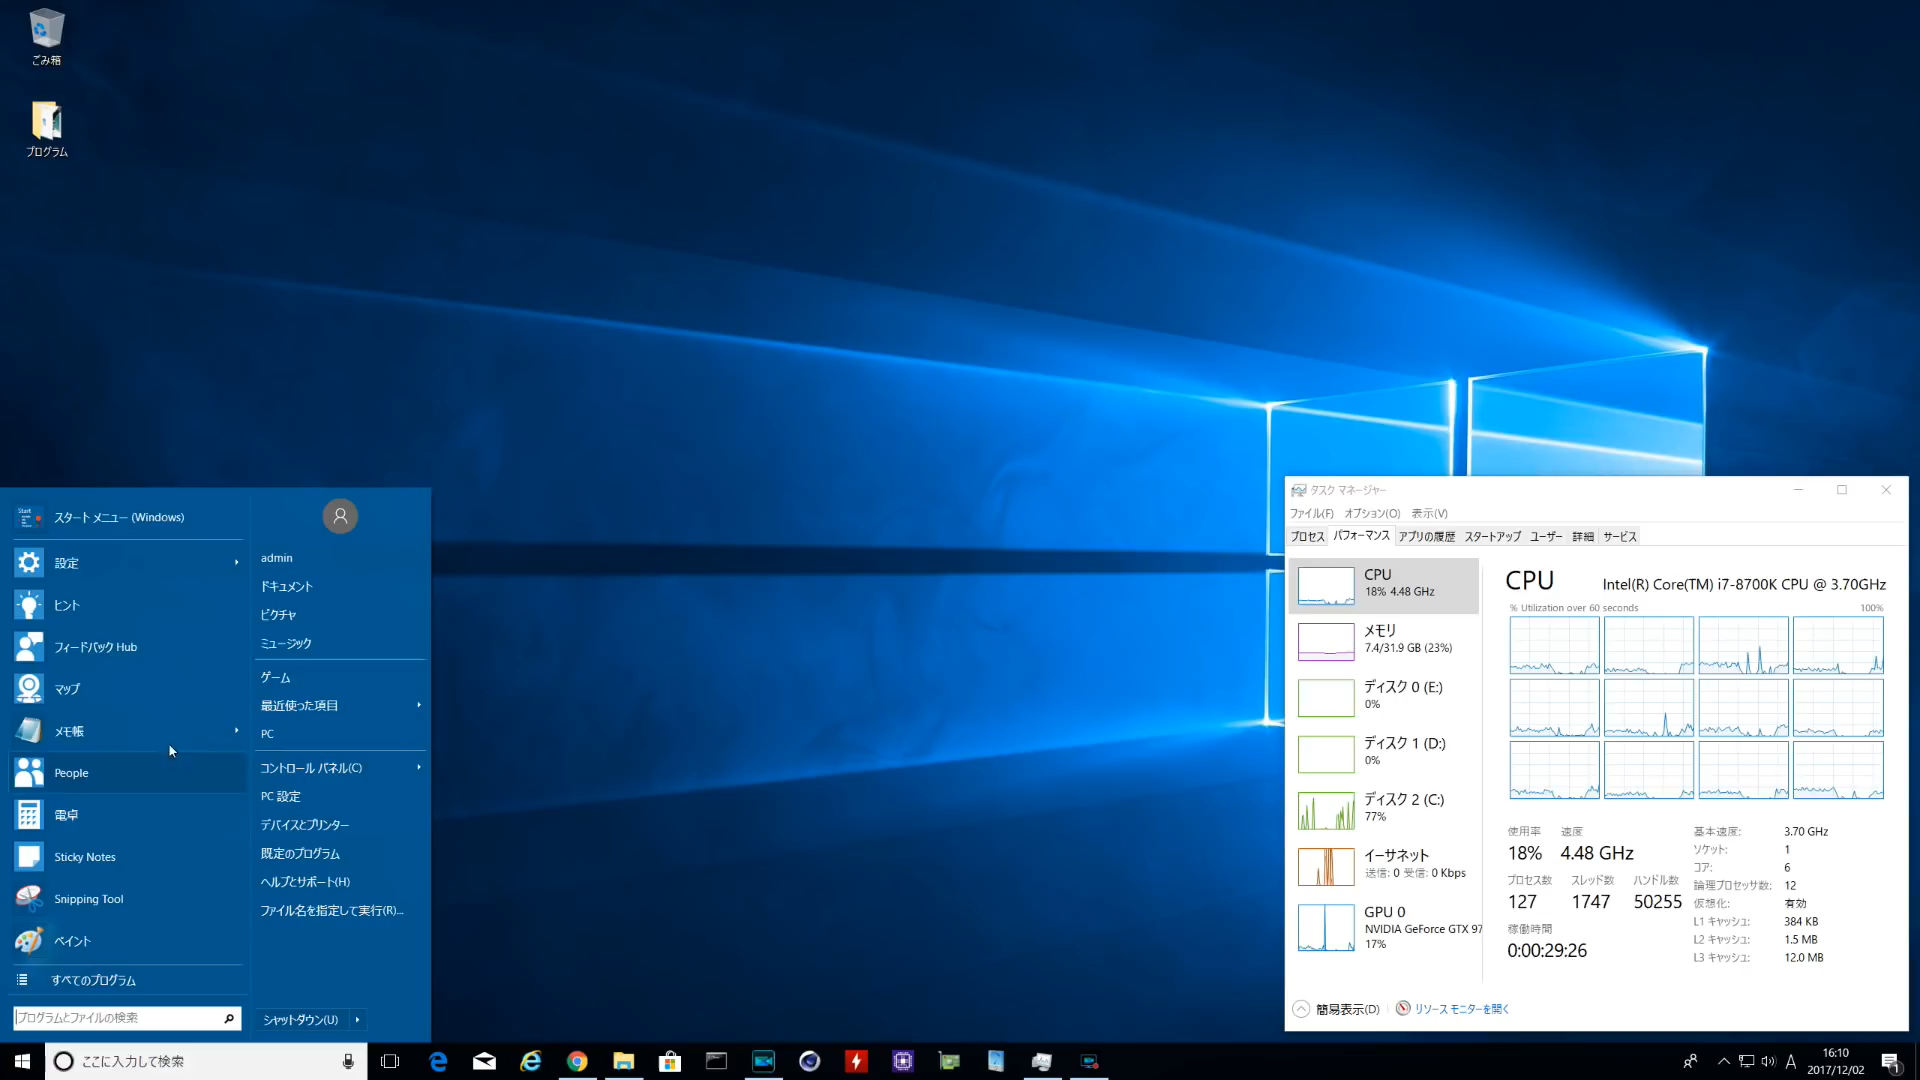 ごみ箱
プログラム
スタート メニュー (Windows)
設定
ヒント
フィードバック Hub
マップ
メモ帳
People
電卓
Sticky Notes
Snipping Tool
ペイント
すべてのプログラム
プログラムとファイルの検索
admin
ドキュメント
ピクチャ
ミュージック
ゲーム
最近使った項目
PC
コントロール パネル(C)
PC 設定
デバイスとプリンター
既定のプログラム
ヘルプとサポート(H)
ファイル名を指定して実行(R)...
シャットダウン(U)
タスク マネージャー
ファイル(F) オプション(O) 表示(V)
プロセス パフォーマンス アプリの履歴 スタートアップ ユーザー 詳細 サービス
CPU
18% 4.48 GHz
メモリ
7.4/31.9 GB (23%)
ディスク 0 (E:)
0%
ディスク 1 (D:)
0%
ディスク 2 (C:)
77%
イーサネット
送信: 0 受信: 0 Kbps
GPU 0
NVIDIA GeForce GTX 97
17%
CPU Intel(R) Core(TM) i7-8700K CPU @ 3.70GHz
% Utilization over 60 seconds 100%
使用率 速度
18% 4.48 GHz
プロセス数 スレッド数 ハンドル数
127 1747 50255
稼働時間
0:00:29:26
基本速度: 3.70 GHz
ソケット: 1
コア: 6
論理プロセッサ数: 12
仮想化: 有効
L1 キャッシュ: 384 KB
L2 キャッシュ: 1.5 MB
L3 キャッシュ: 12.0 MB
簡易表示(D) リソース モニターを開く
ここに入力して検索
A
16:10
2017/12/02
1